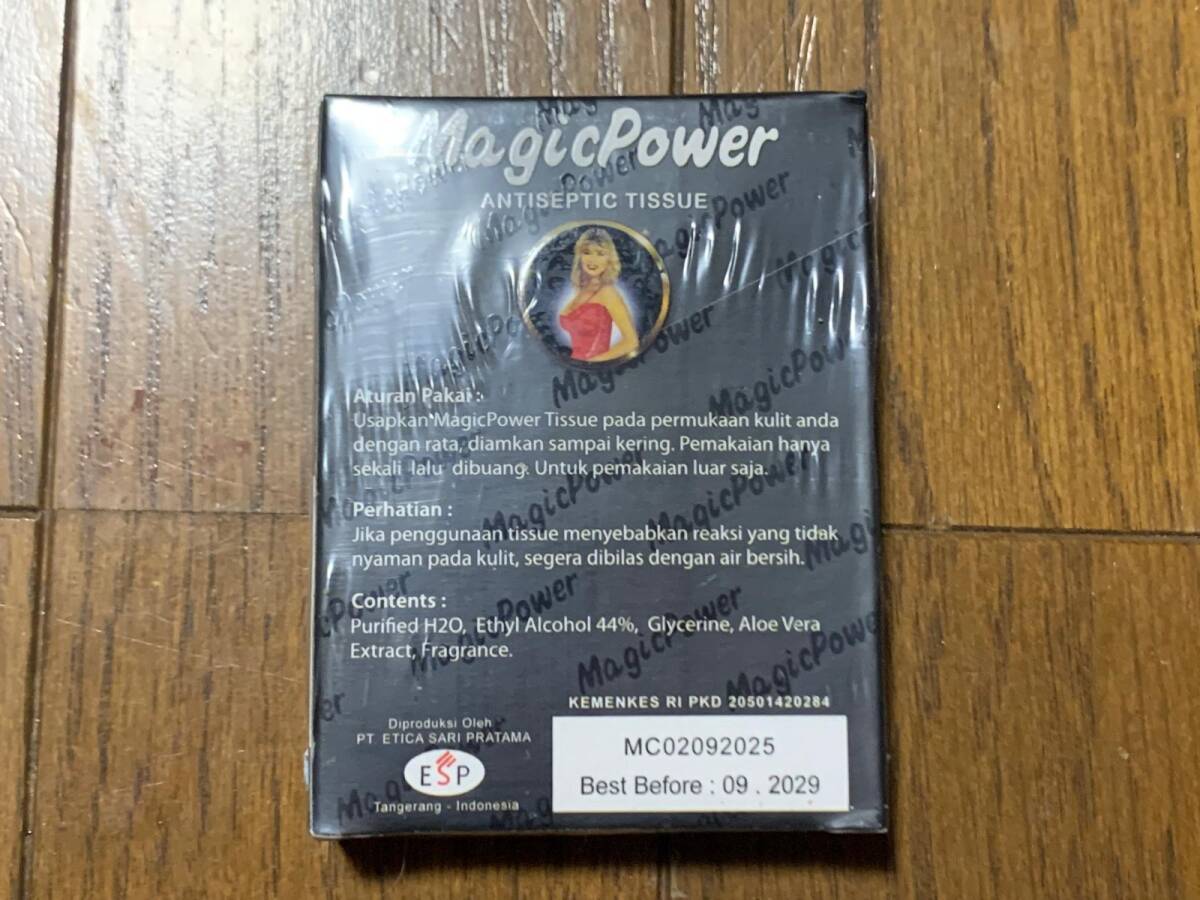 MagicPower
ANTISEPTIC TISSUE
Aturan Pakai :
Usapkan MagicPower Tissue pada permukaan kulit anda
dengan rata, diamkan sampai kering. Pemakaian hanya
sekali lalu dibuang. Untuk pemakaian luar saja.
Perhatian :
Jika penggunaan tissue menyebabkan reaksi yang tidak
nyaman pada kulit, segera dibilas dengan air bersih.
Contents :
Purified H2O, Ethyl Alcohol 44%, Glycerine, Aloe Vera
Extract, Fragrance.
KEMENKES RI PKD 20501420284
Diproduksi Oleh
PT. ETICA SARI PRATAMA
ESP
Tangerang - Indonesia
MC02092025
Best Before : 09 . 2029